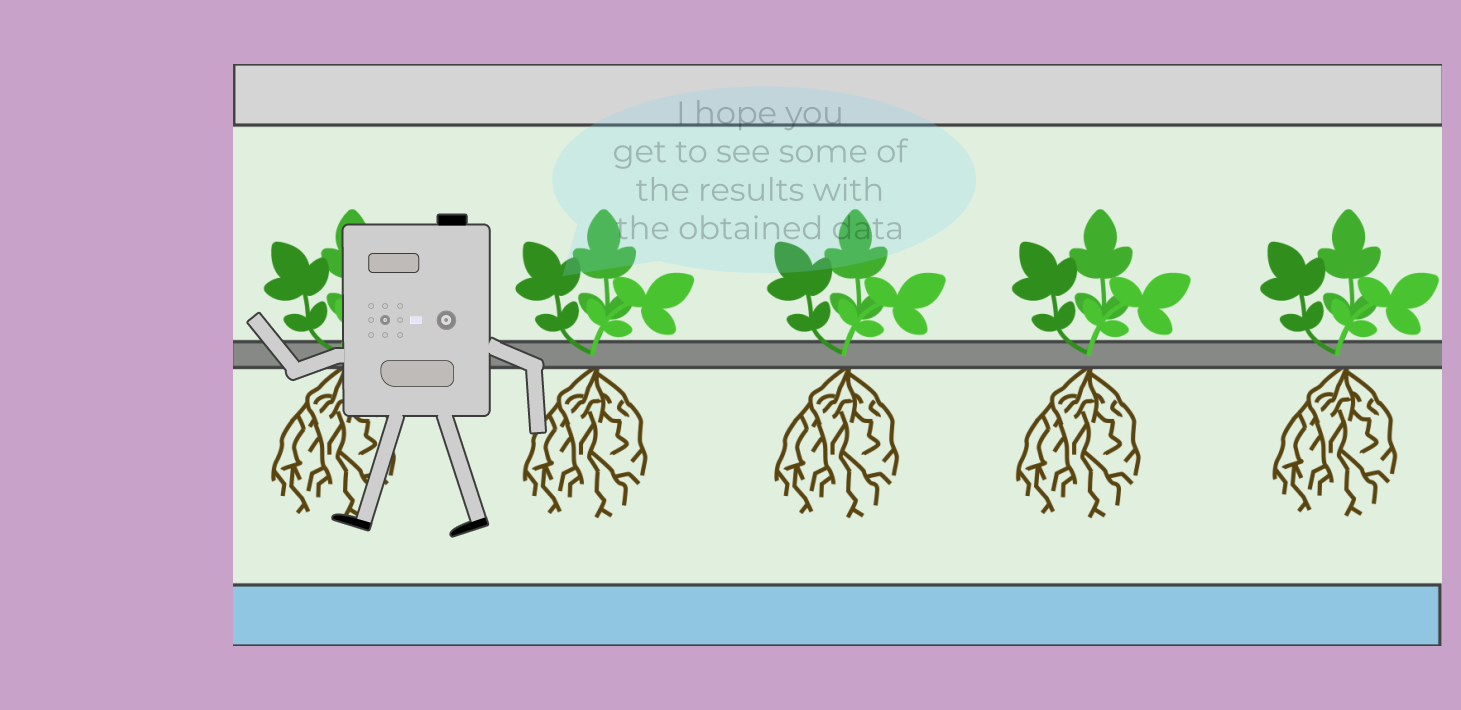 I hope you
get to see some of
the results with
the obtained data